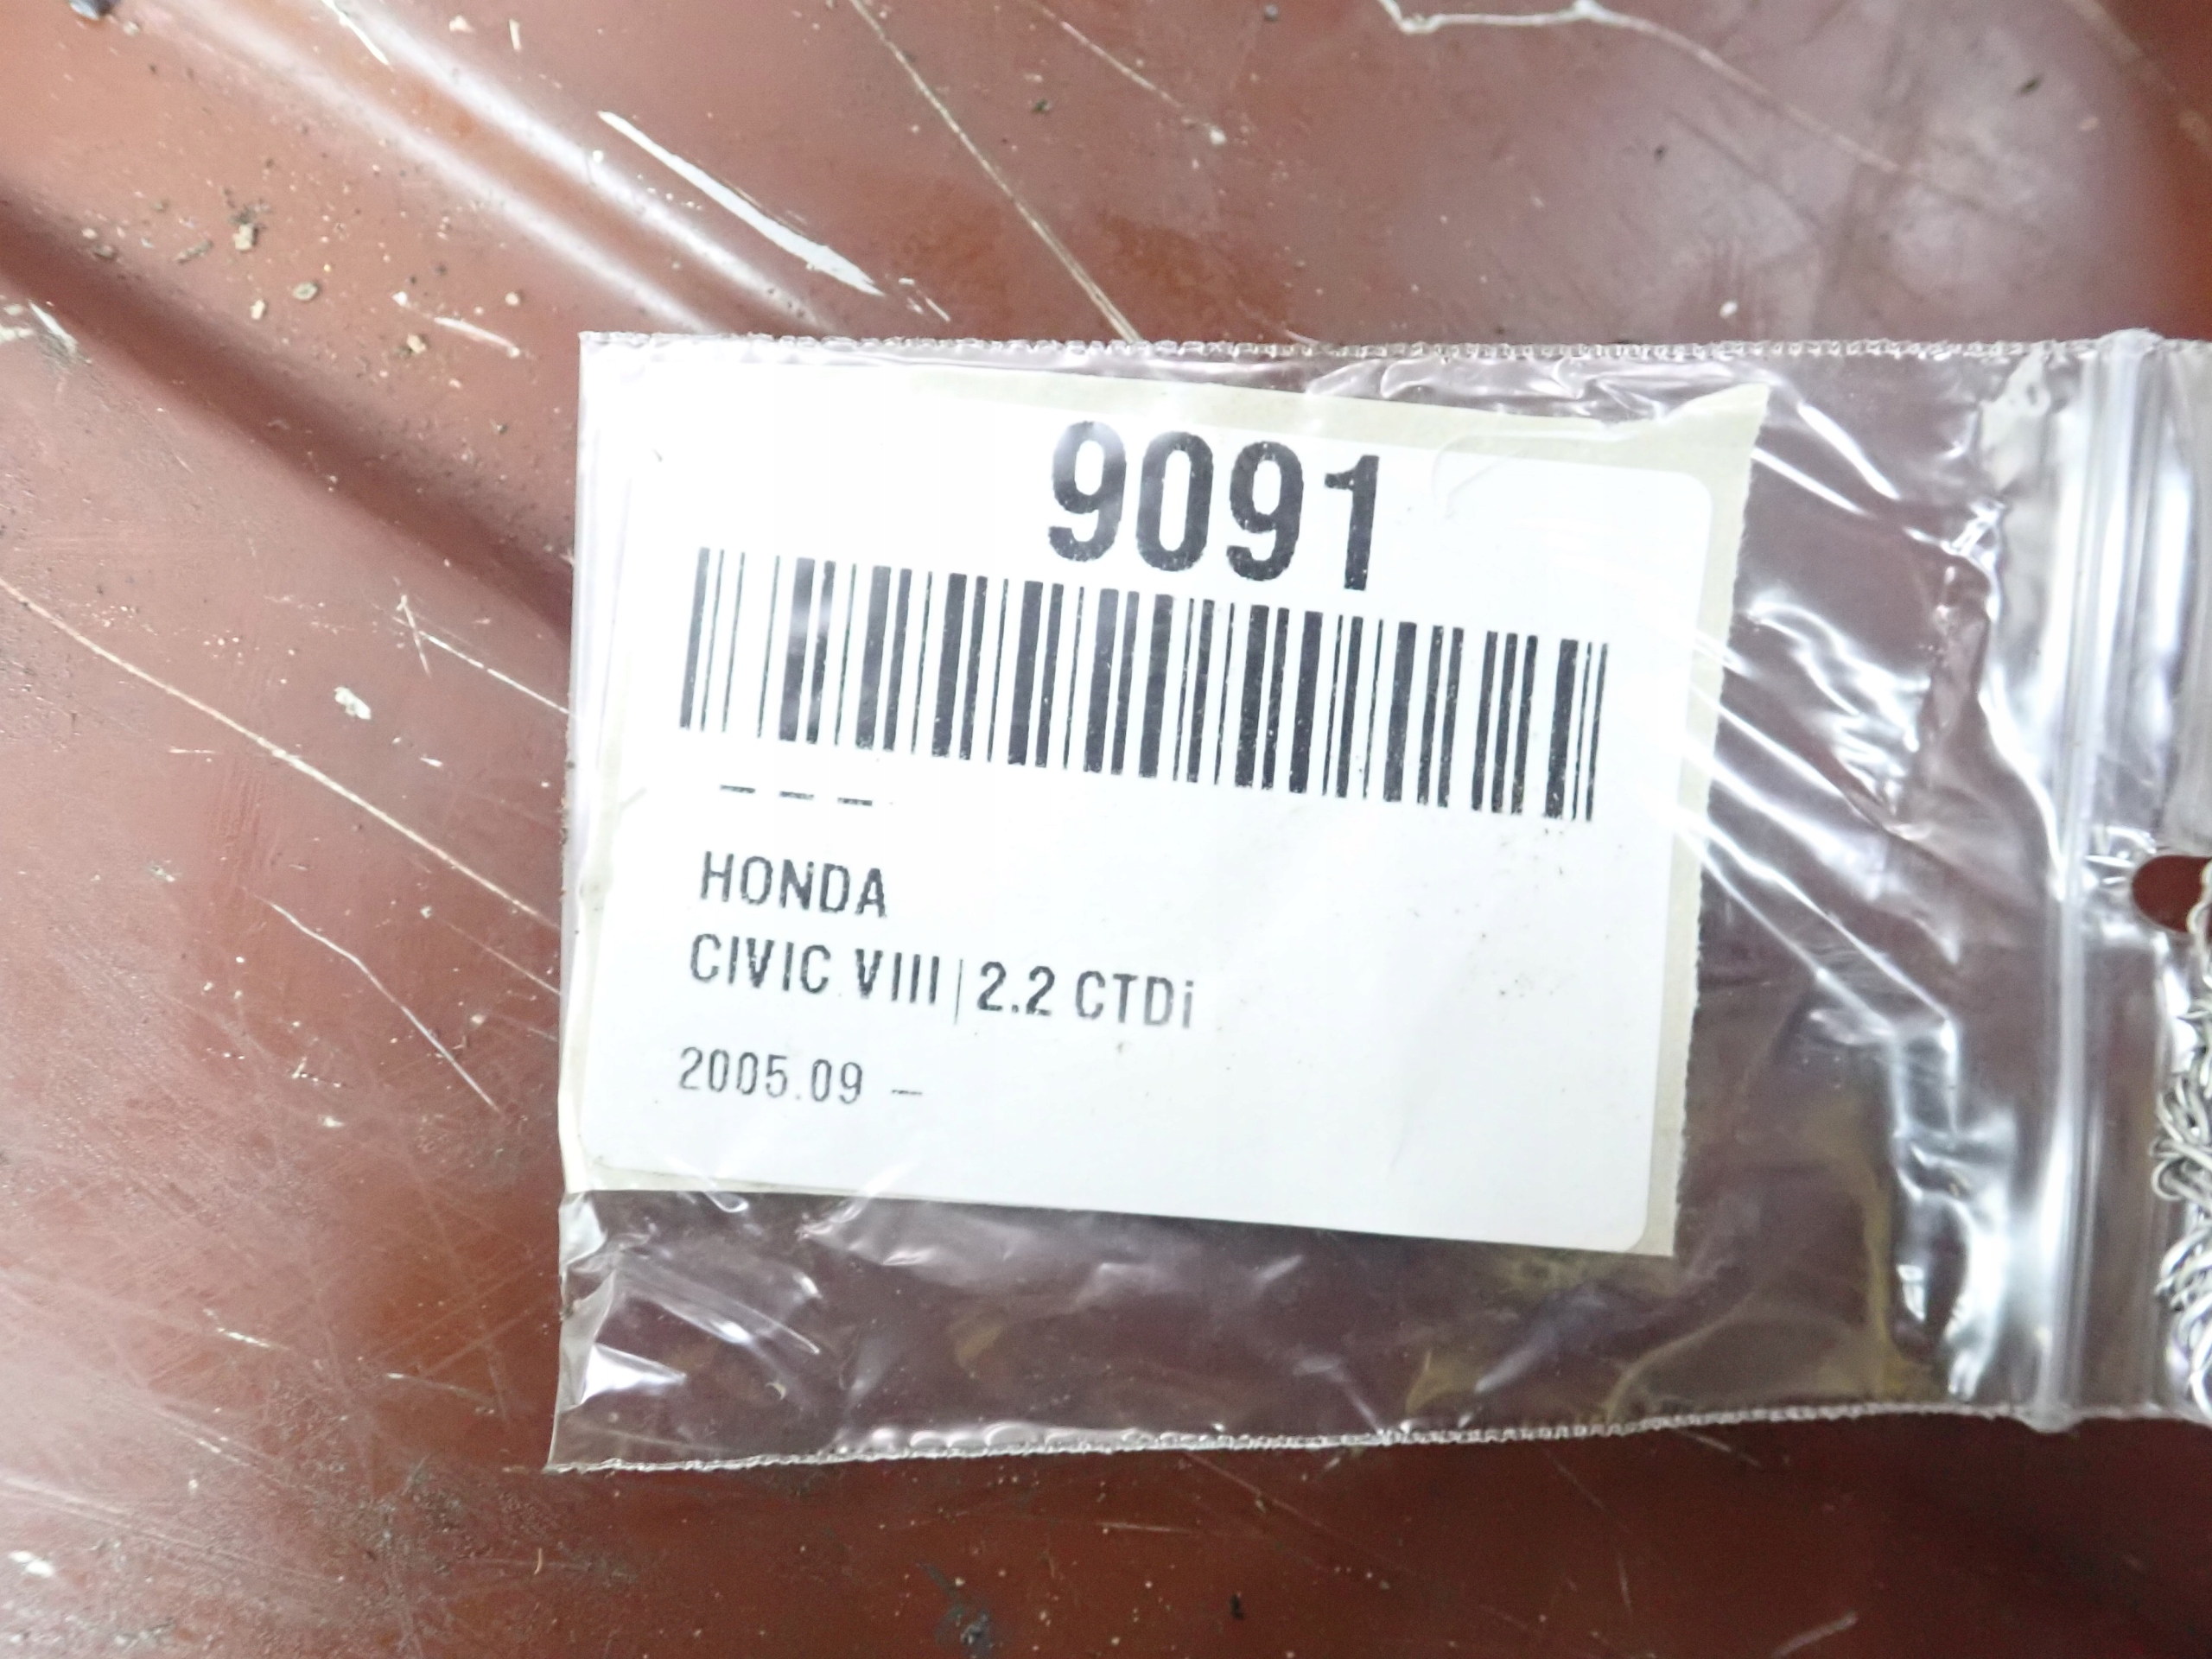 9091
– – –
HONDA
CIVIC VIII | 2.2 CTDi
2005.09 –